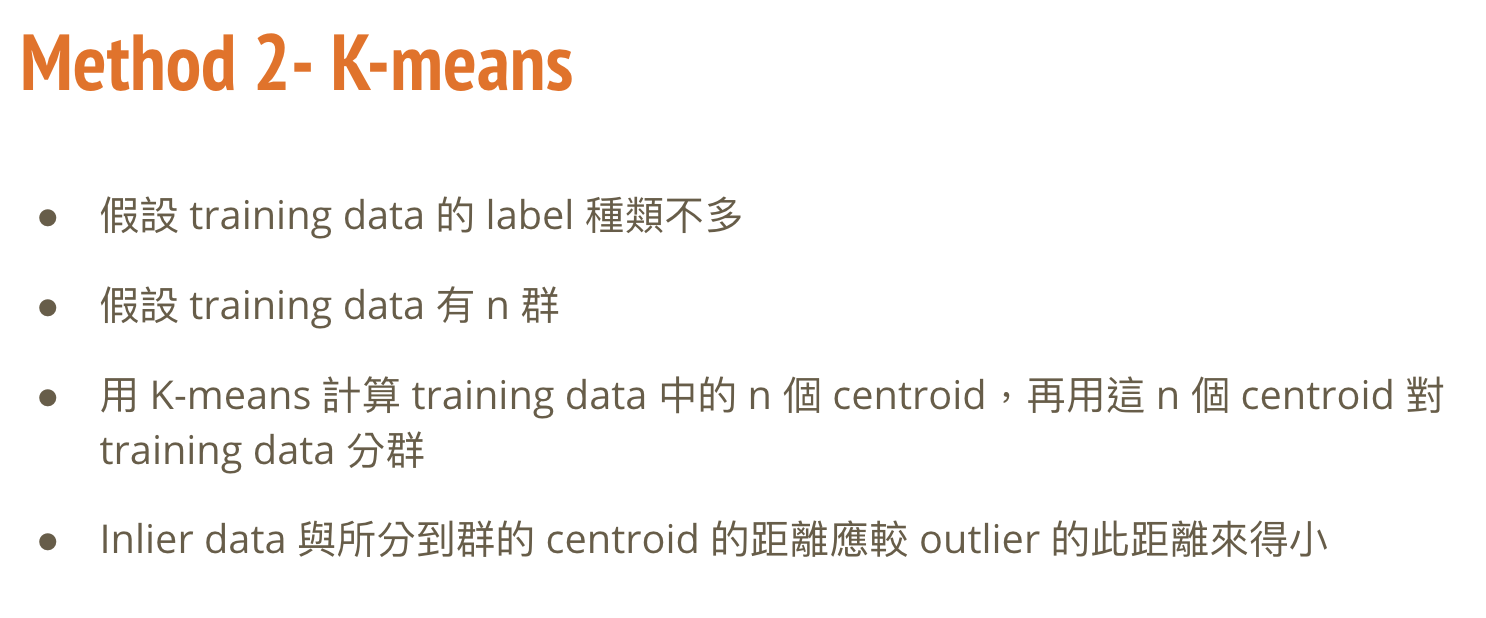 Method 2- K-means
● 假設 training data 的 label 種類不多
● 假設 training data 有 n 群
● 用 K-means 計算 training data 中的 n 個 centroid，再用這 n 個 centroid 對
training data 分群
● Inlier data 與所分到群的 centroid 的距離應較 outlier 的此距離來得小